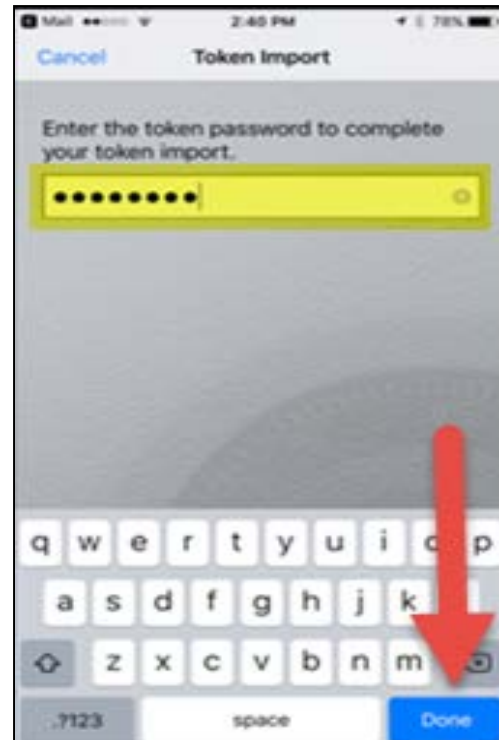 Mail 2:40 PM 78%
Cancel Token Import
Enter the token password to complete
your token import.
q w e r t y u i o p
a s d f g h j k
z x c v b n m
.?123 space Done